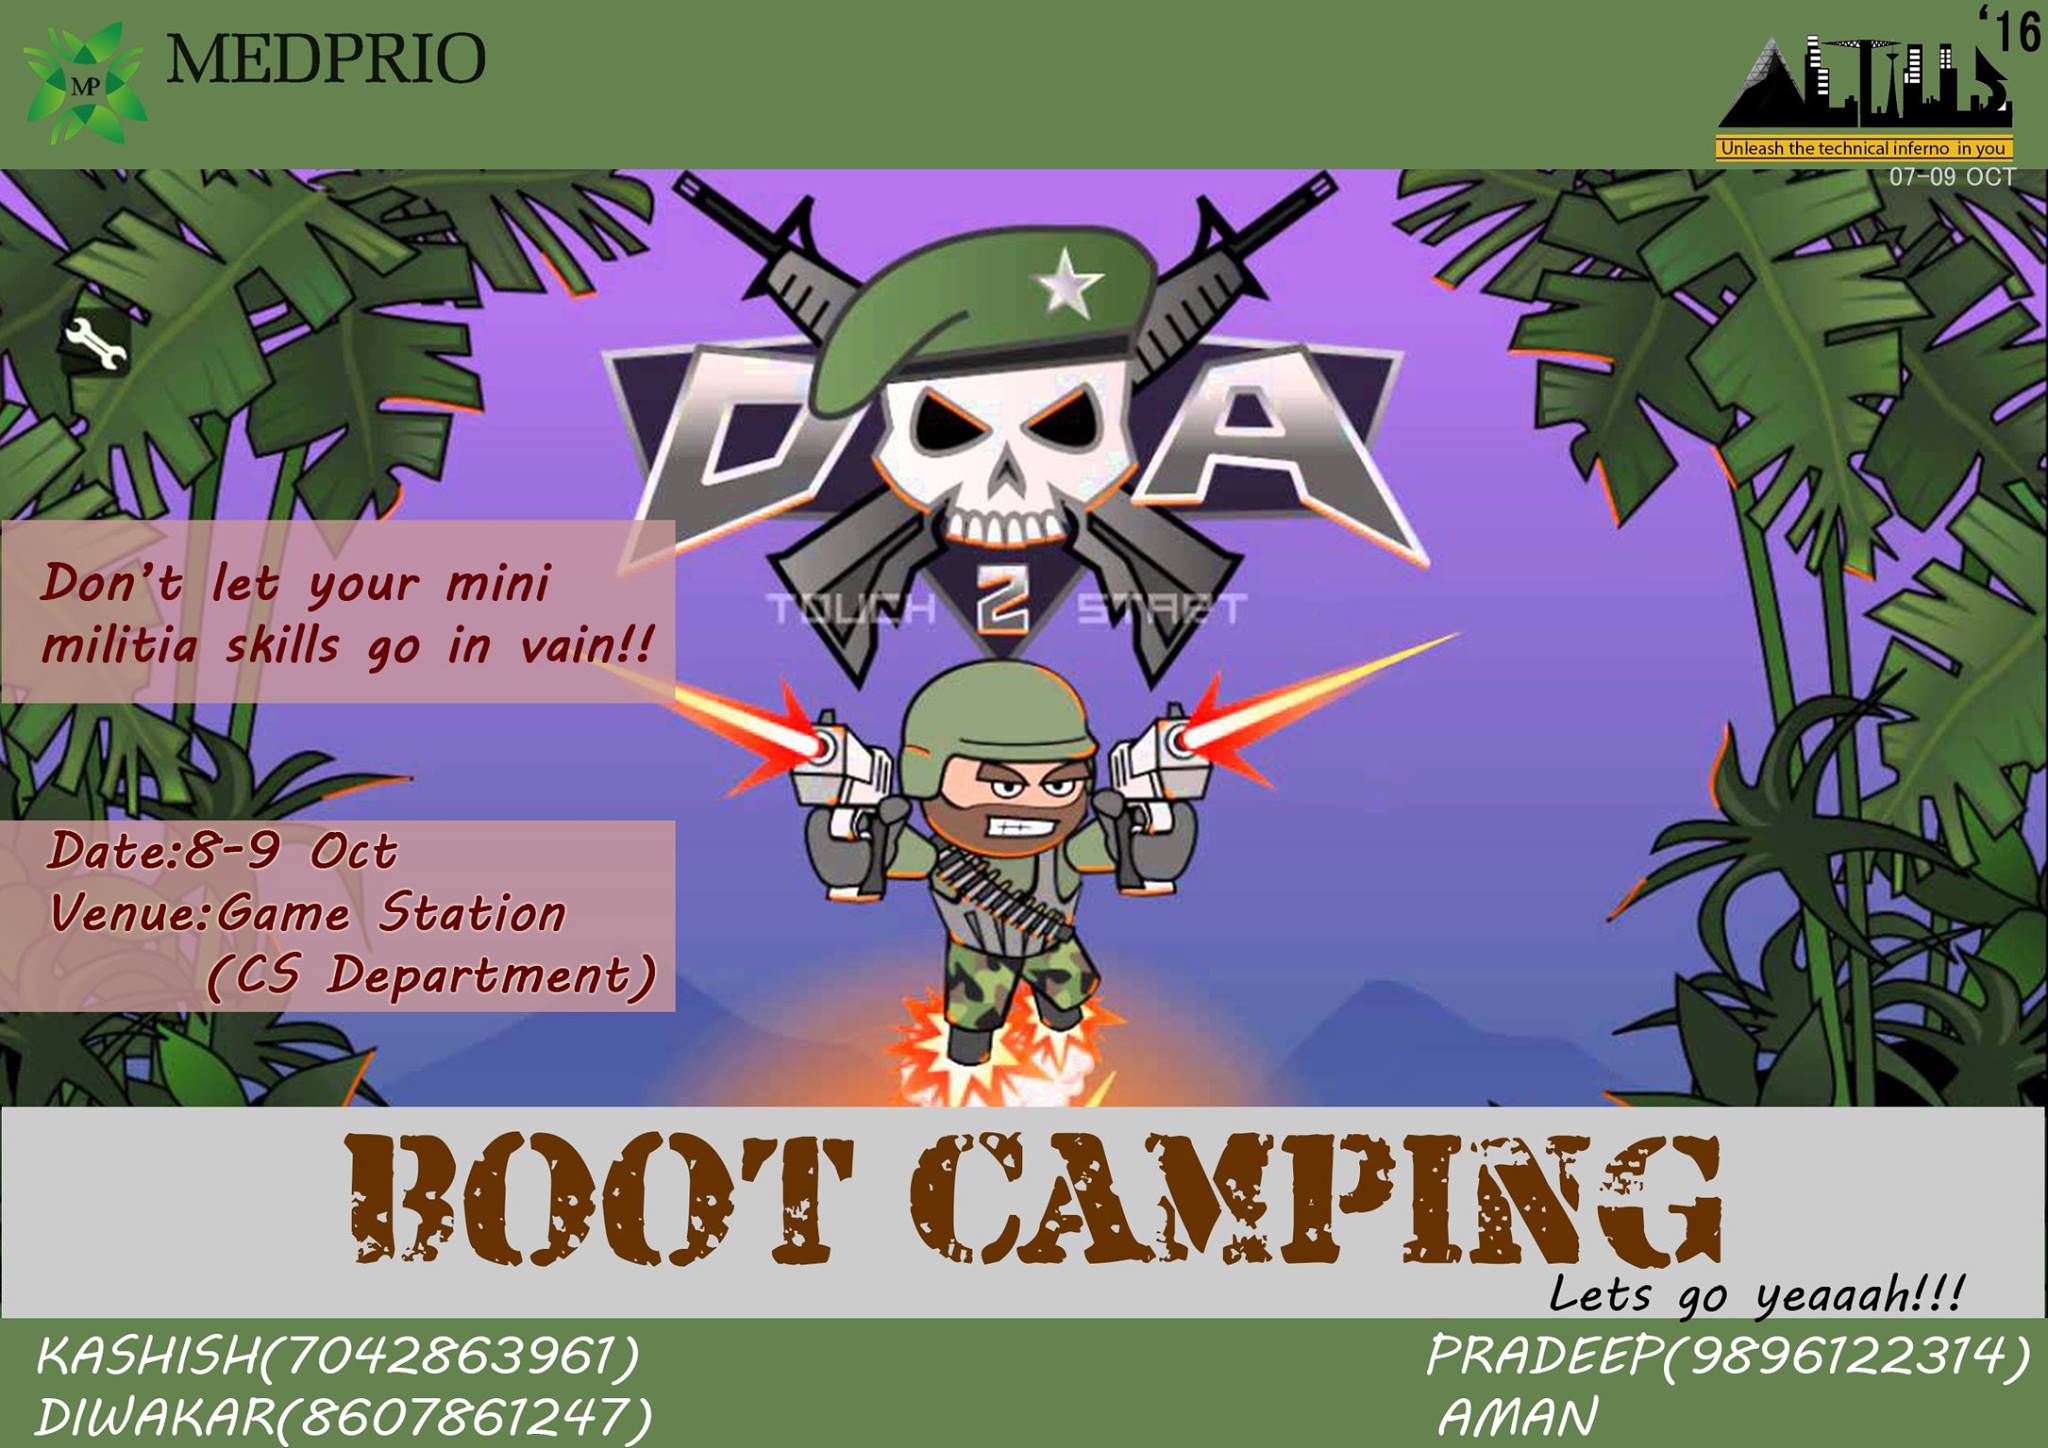 MP
MEDPRIO
ALTIUS '16
Unleash the technical inferno in you
07-09 OCT
D A
2
TOUCH START
Don't let your mini
militia skills go in vain!!
Date:8-9 Oct
Venue:Game Station
(CS Department)
BOOT CAMPING
Lets go yeaaah!!!
KASHISH(7042863961)
DIWAKAR(8607861247)
PRADEEP(9896122314)
AMAN